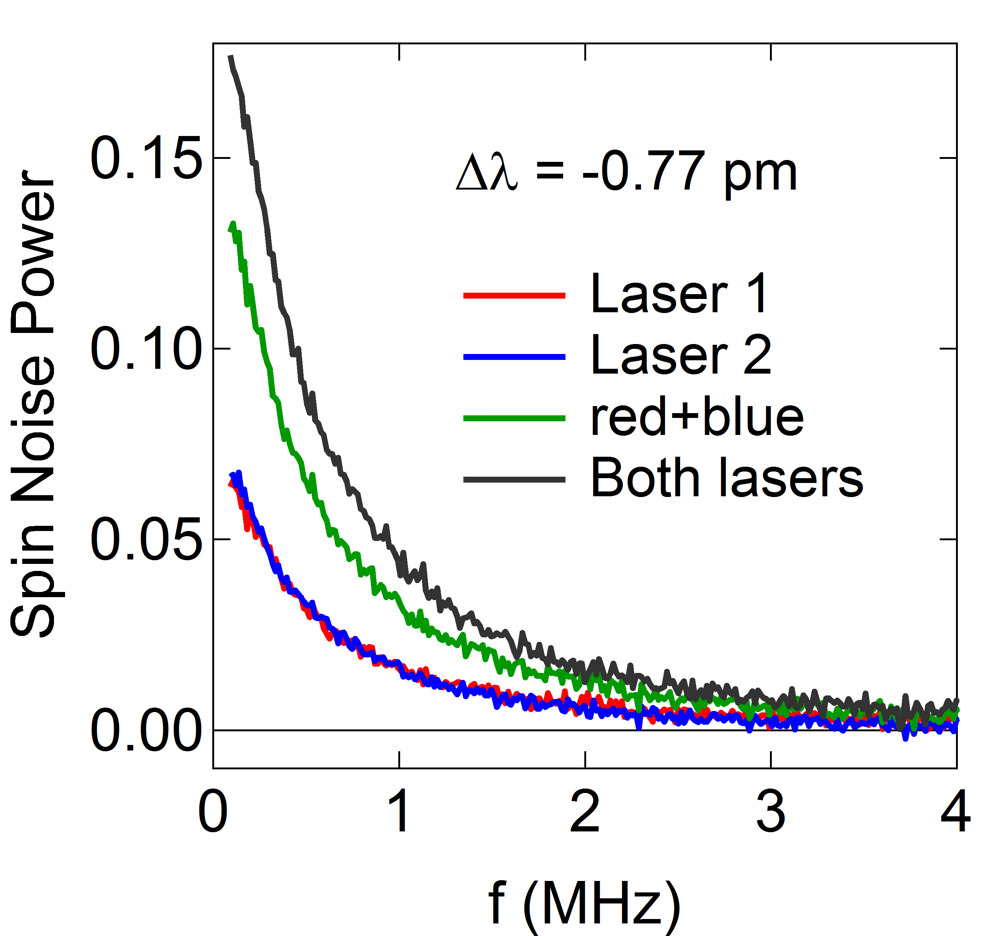 Spin Noise Power
0.15
0.10
0.05
0.00
Δλ = -0.77 pm
Laser 1
Laser 2
red+blue
Both lasers
0 1 2 3 4
f (MHz)